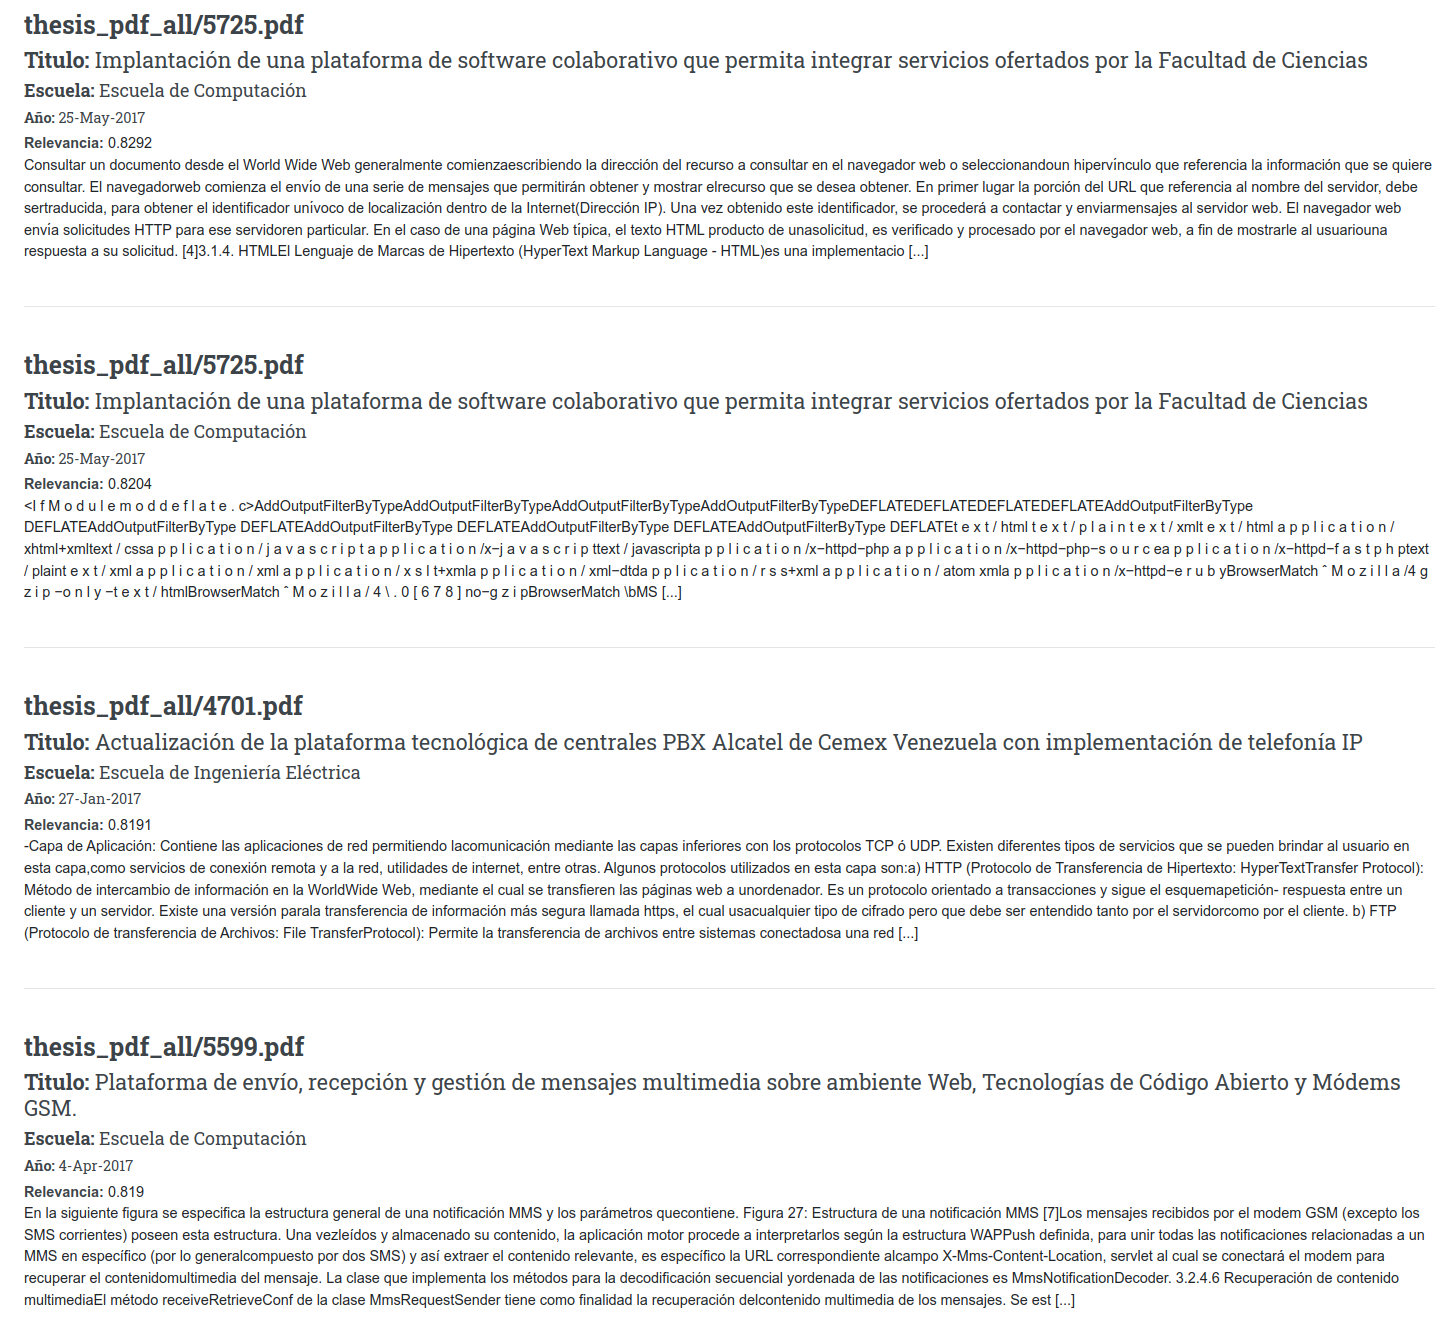 thesis_pdf_all/5725.pdf
Titulo: Implantación de una plataforma de software colaborativo que permita integrar servicios ofertados por la Facultad de Ciencias
Escuela: Escuela de Computación
Año: 25-May-2017
Relevancia: 0.8292
Consultar un documento desde el World Wide Web generalmente comienzaescribiendo la dirección del recurso a consultar en el navegador web o seleccionandoun hipervínculo que referencia la información que se quiere
consultar. El navegadorweb comienza el envío de una serie de mensajes que permitirán obtener y mostrar elrecurso que se desea obtener. En primer lugar la porción del URL que referencia al nombre del servidor, debe
sertraducida, para obtener el identificador unívoco de localización dentro de la Internet(Dirección IP). Una vez obtenido este identificador, se procederá a contactar y enviarmensajes al servidor web. El navegador web
envía solicitudes HTTP para ese servidoren particular. En el caso de una página Web típica, el texto HTML producto de unasolicitud, es verificado y procesado por el navegador web, a fin de mostrarle al usuariouna
respuesta a su solicitud. [4]3.1.4. HTMLEl Lenguaje de Marcas de Hipertexto (HyperText Markup Language - HTML)es una implementacio [...]
thesis_pdf_all/5725.pdf
Titulo: Implantación de una plataforma de software colaborativo que permita integrar servicios ofertados por la Facultad de Ciencias
Escuela: Escuela de Computación
Año: 25-May-2017
Relevancia: 0.8204
<I f M o d u l e m o d d e f l a t e . c>AddOutputFilterByTypeAddOutputFilterByTypeAddOutputFilterByTypeAddOutputFilterByTypeDEFLATEDEFLATEDEFLATEDEFLATEAddOutputFilterByType
DEFLATEAddOutputFilterByType DEFLATEAddOutputFilterByType DEFLATEAddOutputFilterByType DEFLATEAddOutputFilterByType DEFLATEt e x t / html t e x t / p l a i n t e x t / xmlt e x t / html a p p l i c a t i o n /
xhtml+xmltext / cssa p p l i c a t i o n / j a v a s c r i p t a p p l i c a t i o n /x−j a v a s c r i p ttext / javascripta p p l i c a t i o n /x−httpd−php a p p l i c a t i o n /x−httpd−php−s o u r c ea p p l i c a t i o n /x−httpd−f a s t p h ptext
/ plaint e x t / xml a p p l i c a t i o n / xml a p p l i c a t i o n / x s l t+xmla p p l i c a t i o n / xml−dtda p p l i c a t i o n / r s s+xml a p p l i c a t i o n / atom xmla p p l i c a t i o n /x−httpd−e r u b yBrowserMatch ˆ M o z i l l a /4 g
z i p −o n l y −t e x t / htmlBrowserMatch ˆ M o z i l l a / 4 \ . 0 [ 6 7 8 ] no−g z i pBrowserMatch \bMS [...]
thesis_pdf_all/4701.pdf
Titulo: Actualización de la plataforma tecnológica de centrales PBX Alcatel de Cemex Venezuela con implementación de telefonía IP
Escuela: Escuela de Ingeniería Eléctrica
Año: 27-Jan-2017
Relevancia: 0.8191
-Capa de Aplicación: Contiene las aplicaciones de red permitiendo lacomunicación mediante las capas inferiores con los protocolos TCP ó UDP. Existen diferentes tipos de servicios que se pueden brindar al usuario en
esta capa,como servicios de conexión remota y a la red, utilidades de internet, entre otras. Algunos protocolos utilizados en esta capa son:a) HTTP (Protocolo de Transferencia de Hipertexto: HyperTextTransfer Protocol):
Método de intercambio de información en la WorldWide Web, mediante el cual se transfieren las páginas web a unordenador. Es un protocolo orientado a transacciones y sigue el esquemapetición- respuesta entre un
cliente y un servidor. Existe una versión parala transferencia de información más segura llamada https, el cual usacualquier tipo de cifrado pero que debe ser entendido tanto por el servidorcomo por el cliente. b) FTP
(Protocolo de transferencia de Archivos: File TransferProtocol): Permite la transferencia de archivos entre sistemas conectadosa una red [...]
thesis_pdf_all/5599.pdf
Titulo: Plataforma de envío, recepción y gestión de mensajes multimedia sobre ambiente Web, Tecnologías de Código Abierto y Módems
GSM.
Escuela: Escuela de Computación
Año: 4-Apr-2017
Relevancia: 0.819
En la siguiente figura se especifica la estructura general de una notificación MMS y los parámetros quecontiene. Figura 27: Estructura de una notificación MMS [7]Los mensajes recibidos por el modem GSM (excepto los
SMS corrientes) poseen esta estructura. Una vezleídos y almacenado su contenido, la aplicación motor procede a interpretarlos según la estructura WAPPush definida, para unir todas las notificaciones relacionadas a un
MMS en específico (por lo generalcompuesto por dos SMS) y así extraer el contenido relevante, es específico la URL correspondiente alcampo X-Mms-Content-Location, servlet al cual se conectará el modem para
recuperar el contenidomultimedia del mensaje. La clase que implementa los métodos para la decodificación secuencial yordenada de las notificaciones es MmsNotificationDecoder. 3.2.4.6 Recuperación de contenido
multimediaEl método receiveRetrieveConf de la clase MmsRequestSender tiene como finalidad la recuperación delcontenido multimedia de los mensajes. Se est [...]